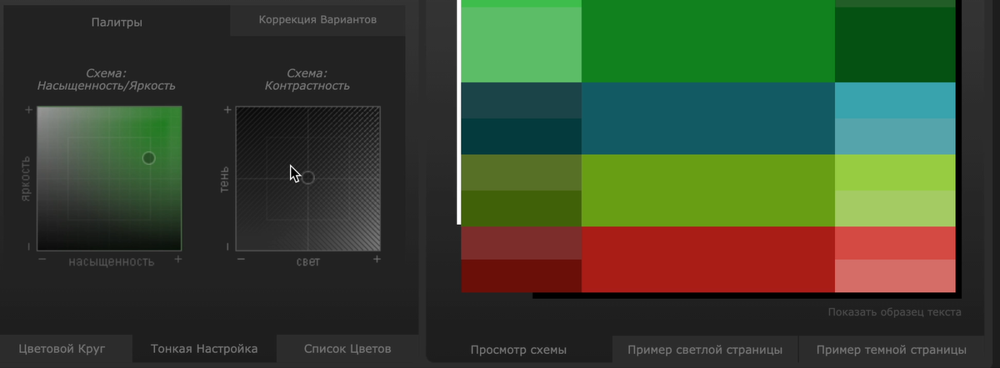 Палитры
Коррекция Вариантов
Схема:
Насыщенность/Яркость
Схема:
Контрастность
+
яркость
–
– насыщенность +
+
тень
–
– свет +
Цветовой Круг
Тонкая Настройка
Список Цветов
Показать образец текста
Просмотр схемы
Пример светлой страницы
Пример темной страницы